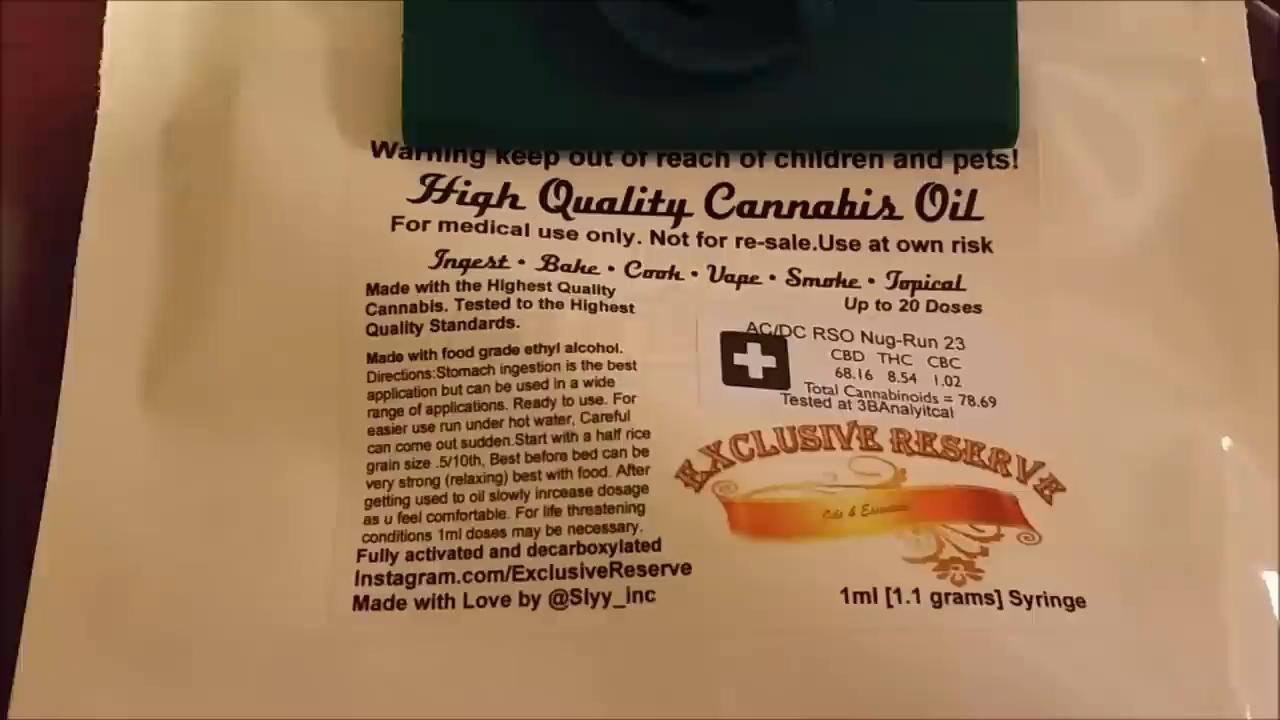 Warning keep out of reach of children and pets!
High Quality Cannabis Oil
For medical use only. Not for re-sale.Use at own risk
Ingest • Bake • Cook • Vape • Smoke • Topical
Made with the Highest Quality
Cannabis. Tested to the Highest
Quality Standards.
Made with food grade ethyl alcohol.
Directions:Stomach ingestion is the best
application but can be used in a wide
range of applications. Ready to use. For
easier use run under hot water, Careful
can come out sudden.Start with a half rice
grain size .5/10th, Best before bed can be
very strong (relaxing) best with food. After
getting used to oil slowly inrcease dosage
as u feel comfortable. For life threatening
conditions 1ml doses may be necessary.
Fully activated and decarboxylated
Instagram.com/ExclusiveReserve
Made with Love by @Slyy_inc
Up to 20 Doses
AC/DC RSO Nug-Run 23
CBD THC CBC
68.16 8.54 1.02
Total Cannabinoids = 78.69
Tested at 3BAnalyitcal
EXCLUSIVE RESERVE
Oils &
1ml [1.1 grams] Syringe